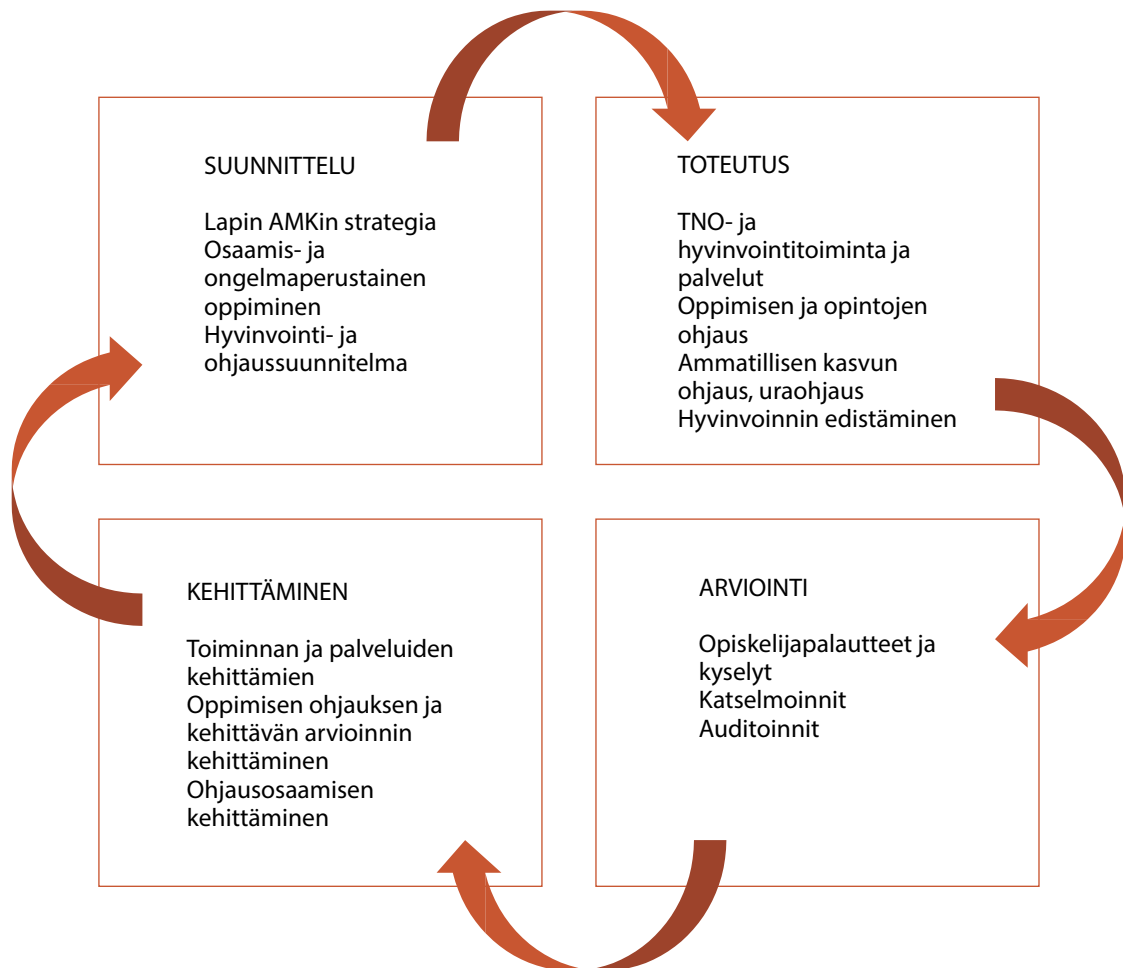 SUUNNITTELU
Lapin AMKin strategia
Osaamis- ja
ongelmaperustainen
oppiminen
Hyvinvointi- ja
ohjaussuunnitelma
TOTEUTUS
TNO- ja
hyvinvointitoiminta ja
palvelut
Oppimisen ja opintojen
ohjaus
Ammatillisen kasvun
ohjaus, uraohjaus
Hyvinvoinnin edistäminen
KEHITTÄMINEN
Toiminnan ja palveluiden
kehittämien
Oppimisen ohjauksen ja
kehittävän arvioinnin
kehittäminen
Ohjausosaamisen
kehittäminen
ARVIOINTI
Opiskelijapalautteet ja
kyselyt
Katselmoinnit
Auditoinnit